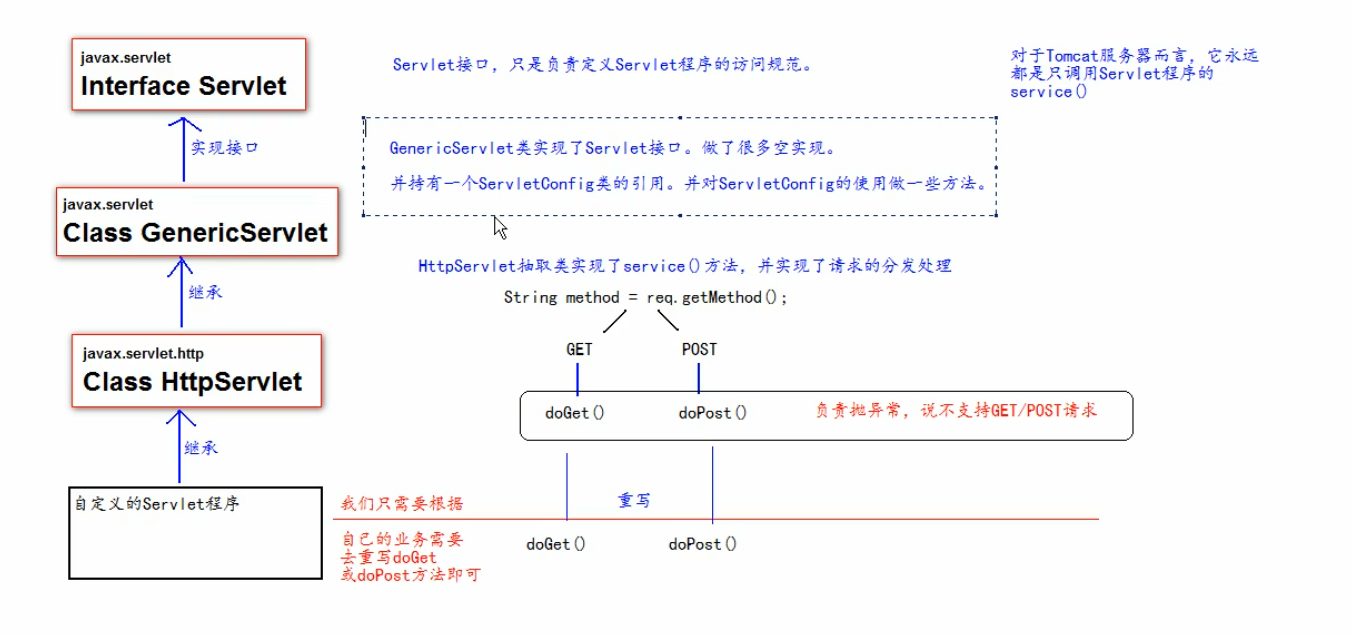 javax.servlet
Interface Servlet
Servlet接口，只是负责定义Servlet程序的访问规范。
对于Tomcat服务器而言，它永远
都是只调用Servlet程序的
service()
实现接口
GenericServlet类实现了Servlet接口。做了很多空实现。
并持有一个ServletConfig类的引用。并对ServletConfig的使用做一些方法。
javax.servlet
Class GenericServlet
继承
HttpServlet抽取类实现了service()方法，并实现了请求的分发处理
String method = req.getMethod();
GET
POST
javax.servlet.http
Class HttpServlet
doGet()
doPost()
负责抛异常，说不支持GET/POST请求
继承
自定义的Servlet程序
我们只需要根据
自己的业务需要
去重写doGet
或doPost方法即可
重写
doGet()
doPost()